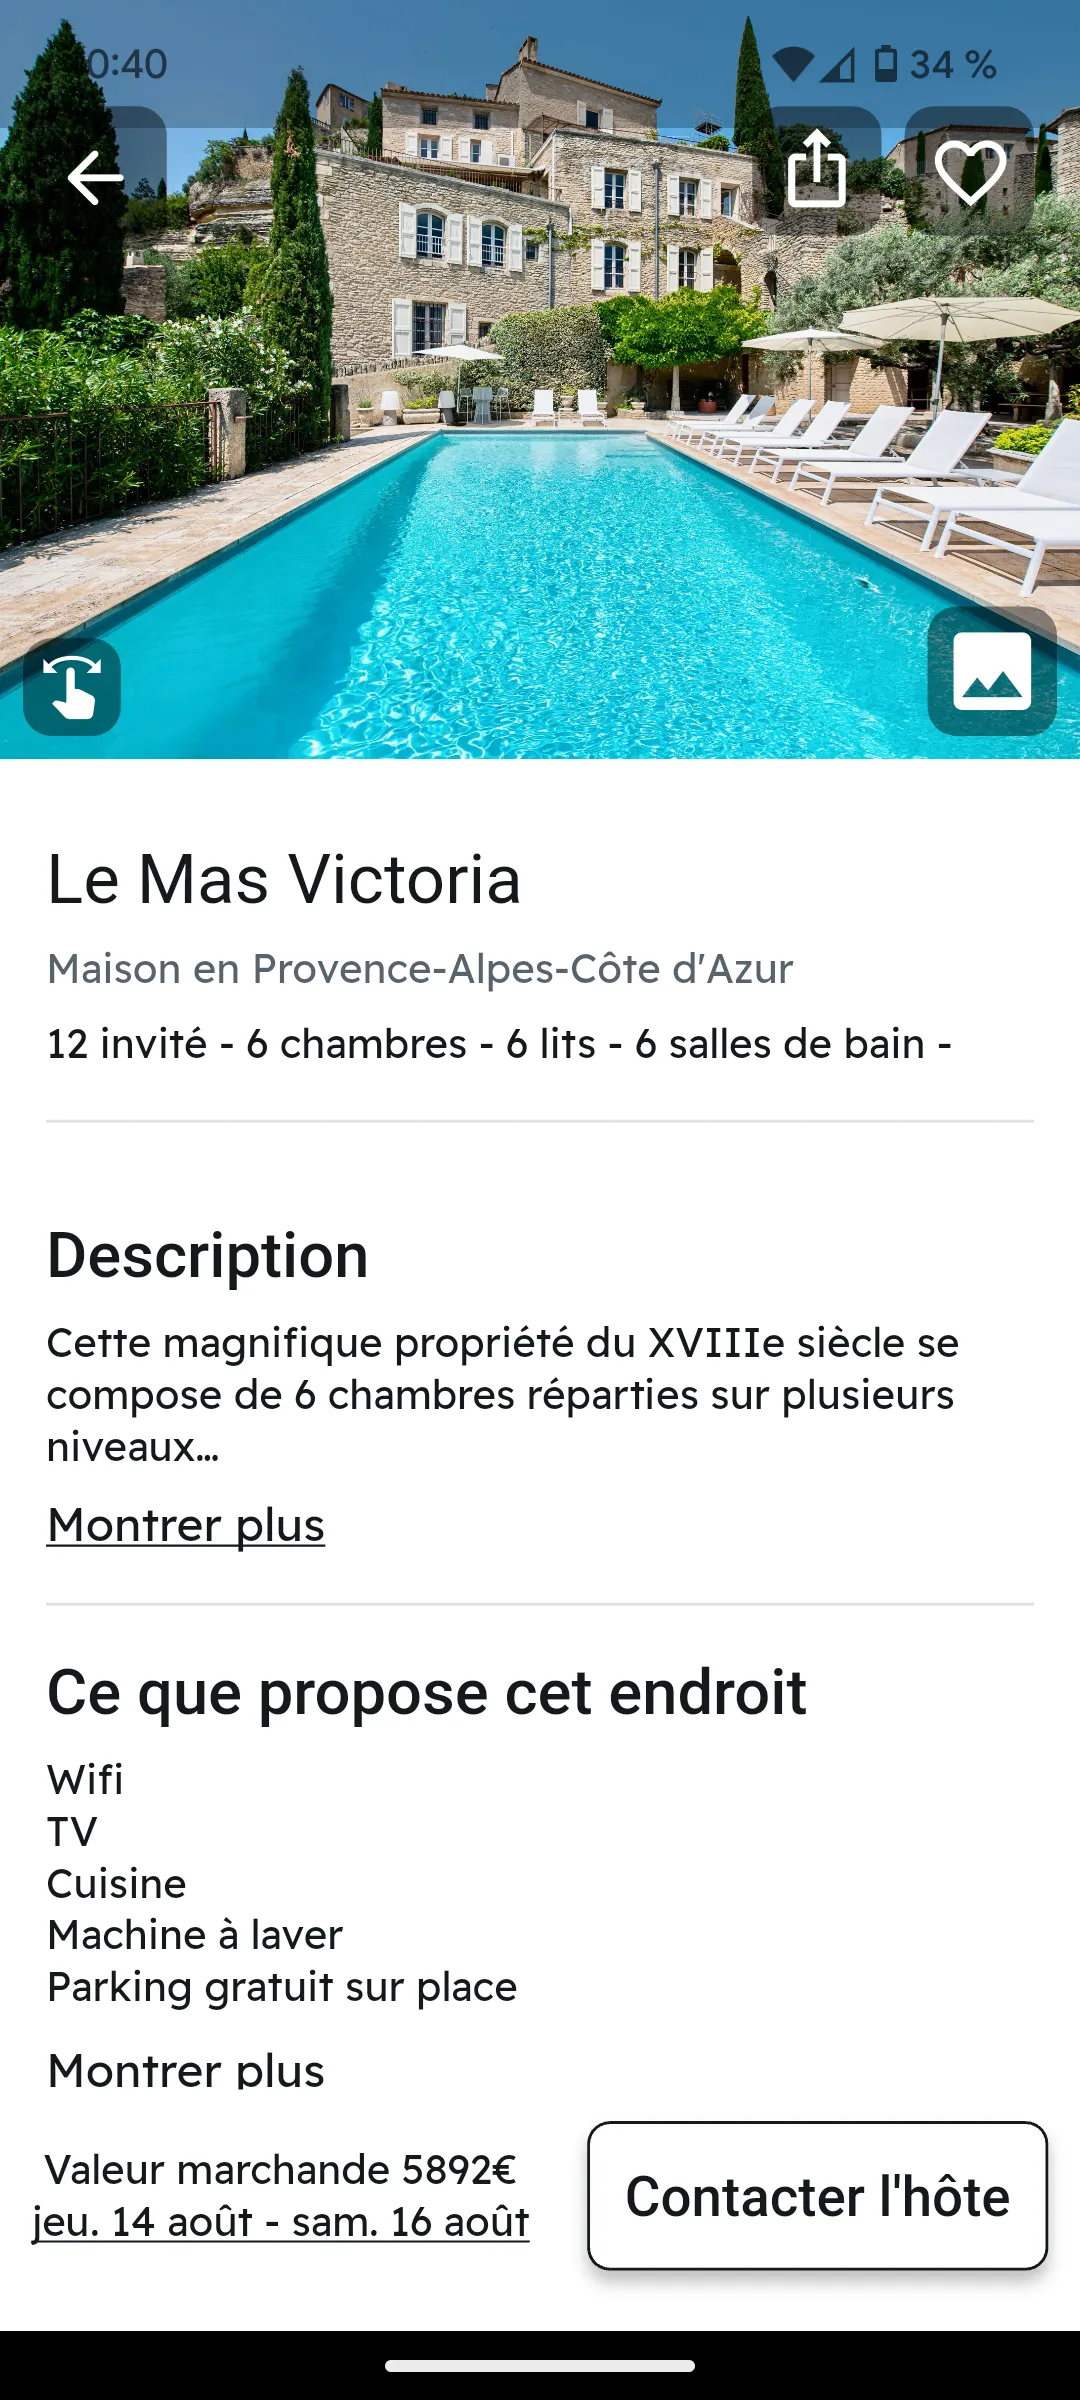 0:40 34 %
Le Mas Victoria
Maison en Provence-Alpes-Côte d'Azur
12 invité - 6 chambres - 6 lits - 6 salles de bain -
Description
Cette magnifique propriété du XVIIIe siècle se
compose de 6 chambres réparties sur plusieurs
niveaux...
Montrer plus
Ce que propose cet endroit
Wifi
TV
Cuisine
Machine à laver
Parking gratuit sur place
Montrer plus
Valeur marchande 5892€
jeu. 14 août - sam. 16 août
Contacter l'hôte